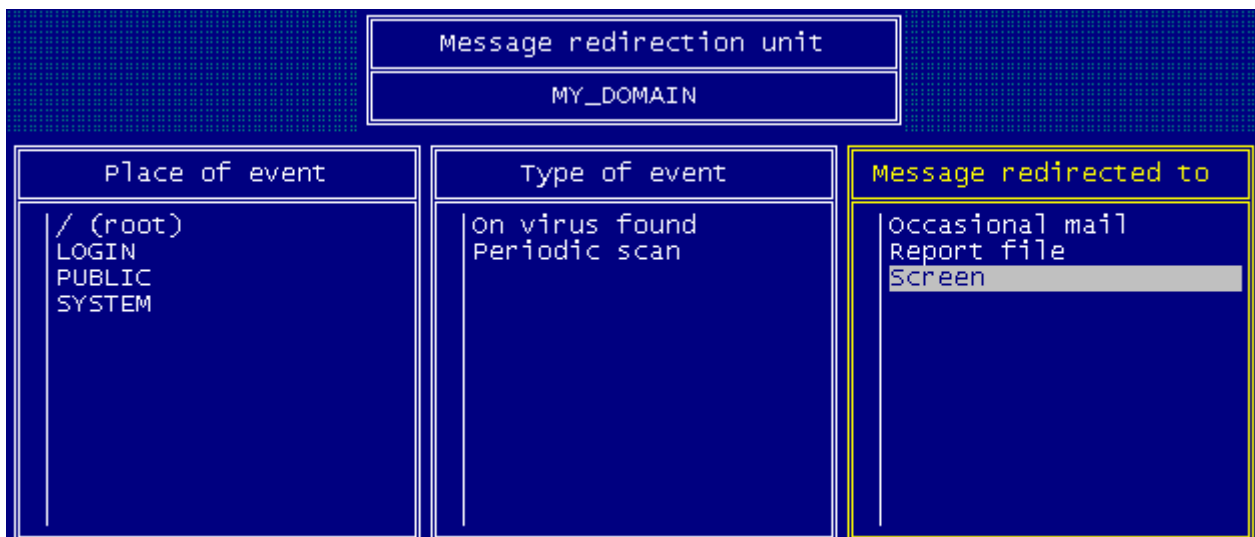 Message redirection unit
MY_DOMAIN
Place of event
/ (root)
LOGIN
PUBLIC
SYSTEM
Type of event
On virus found
Periodic scan
Message redirected to
Occasional mail
Report file
Screen